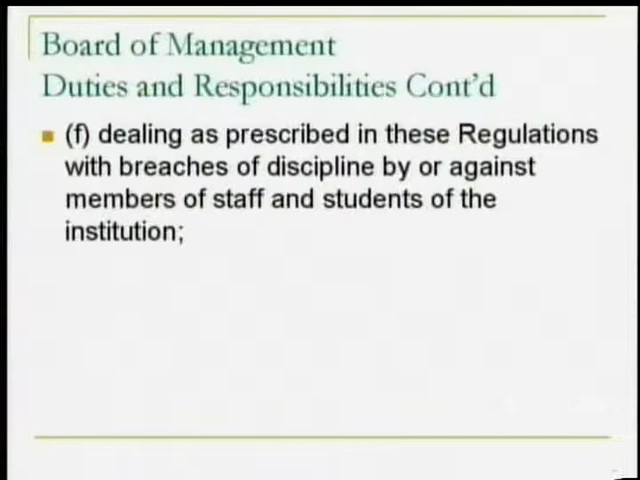 Board of Management
Duties and Responsibilities Cont'd
(f) dealing as prescribed in these Regulations
with breaches of discipline by or against
members of staff and students of the
institution;